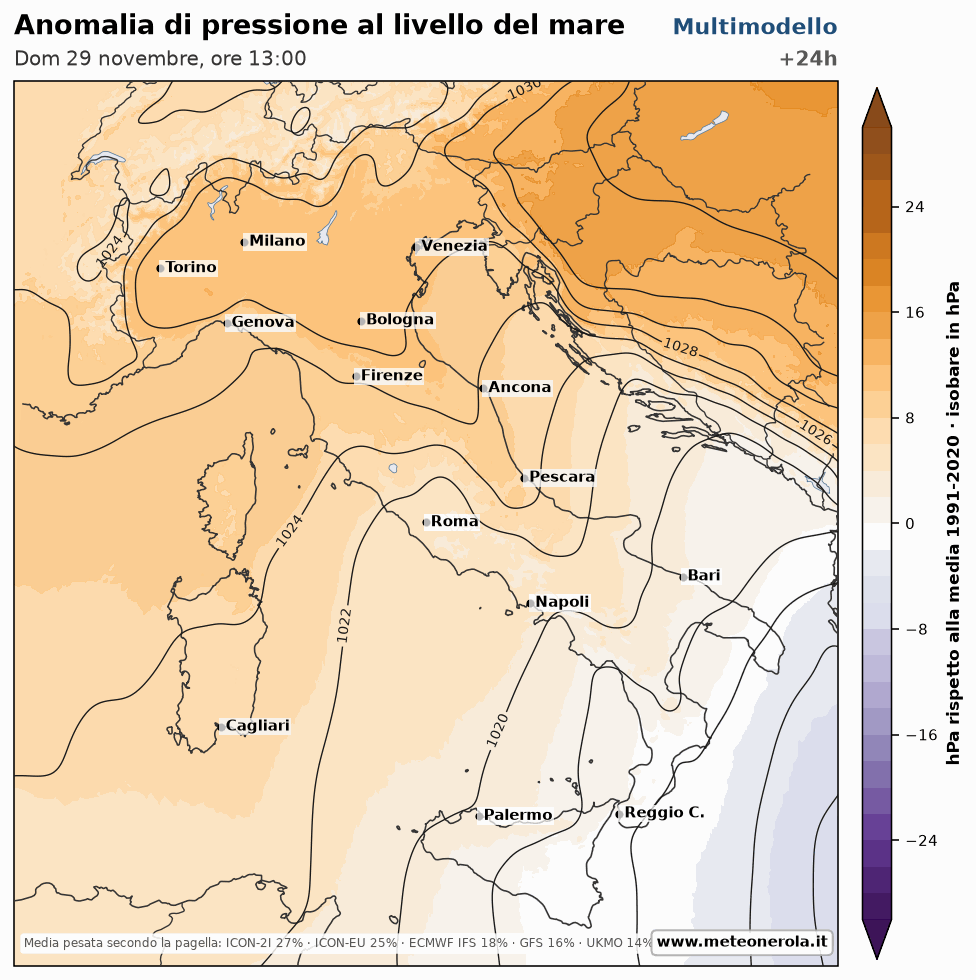 Anomalia di pressione al livello del mare
Multimodello
Dom 29 novembre, ore 13:00
+24h
1030
1024
Milano
Venezia
Torino
Genova
Bologna
1028
Firenze
Ancona
1026
Pescara
1024
Roma
Bari
Napoli
1022
Cagliari
1020
Palermo
Reggio C.
24
16
8
0
−8
−16
−24
hPa rispetto alla media 1991-2020 · isobare in hPa
Media pesata secondo la pagella: ICON-2I 27% · ICON-EU 25% · ECMWF IFS 18% · GFS 16% · UKMO 14%
www.meteonerola.it